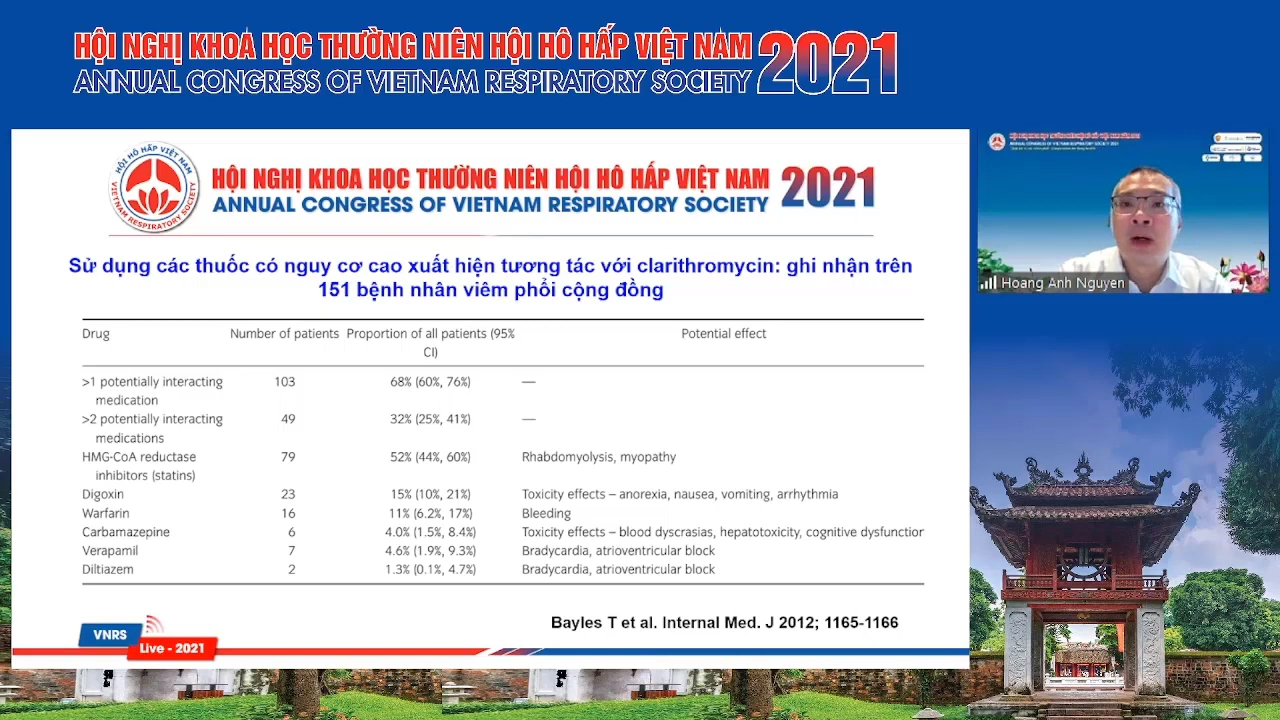 HỘI NGHỊ KHOA HỌC THƯỜNG NIÊN HỘI HÔ HẤP VIỆT NAM 2021
ANNUAL CONGRESS OF VIETNAM RESPIRATORY SOCIETY
HỘI HÔ HẤP VIỆT NAM
VIETNAM RESPIRATORY SOCIETY
HỘI NGHỊ KHOA HỌC THƯỜNG NIÊN HỘI HÔ HẤP VIỆT NAM 2021
ANNUAL CONGRESS OF VIETNAM RESPIRATORY SOCIETY
Sử dụng các thuốc có nguy cơ cao xuất hiện tương tác với clarithromycin: ghi nhận trên
151 bệnh nhân viêm phổi cộng đồng
Drug Number of patients Proportion of all patients (95% Potential effect
CI)
>1 potentially interacting 103 68% (60%, 76%) —
medication
>2 potentially interacting 49 32% (25%, 41%) —
medications
HMG-CoA reductase 79 52% (44%, 60%) Rhabdomyolysis, myopathy
inhibitors (statins)
Digoxin 23 15% (10%, 21%) Toxicity effects – anorexia, nausea, vomiting, arrhythmia
Warfarin 16 11% (6.2%, 17%) Bleeding
Carbamazepine 6 4.0% (1.5%, 8.4%) Toxicity effects – blood dyscrasias, hepatotoxicity, cognitive dysfunction
Verapamil 7 4.6% (1.9%, 9.3%) Bradycardia, atrioventricular block
Diltiazem 2 1.3% (0.1%, 4.7%) Bradycardia, atrioventricular block
Bayles T et al. Internal Med. J 2012; 1165-1166
VNRS
Live - 2021
Hoang Anh Nguyen